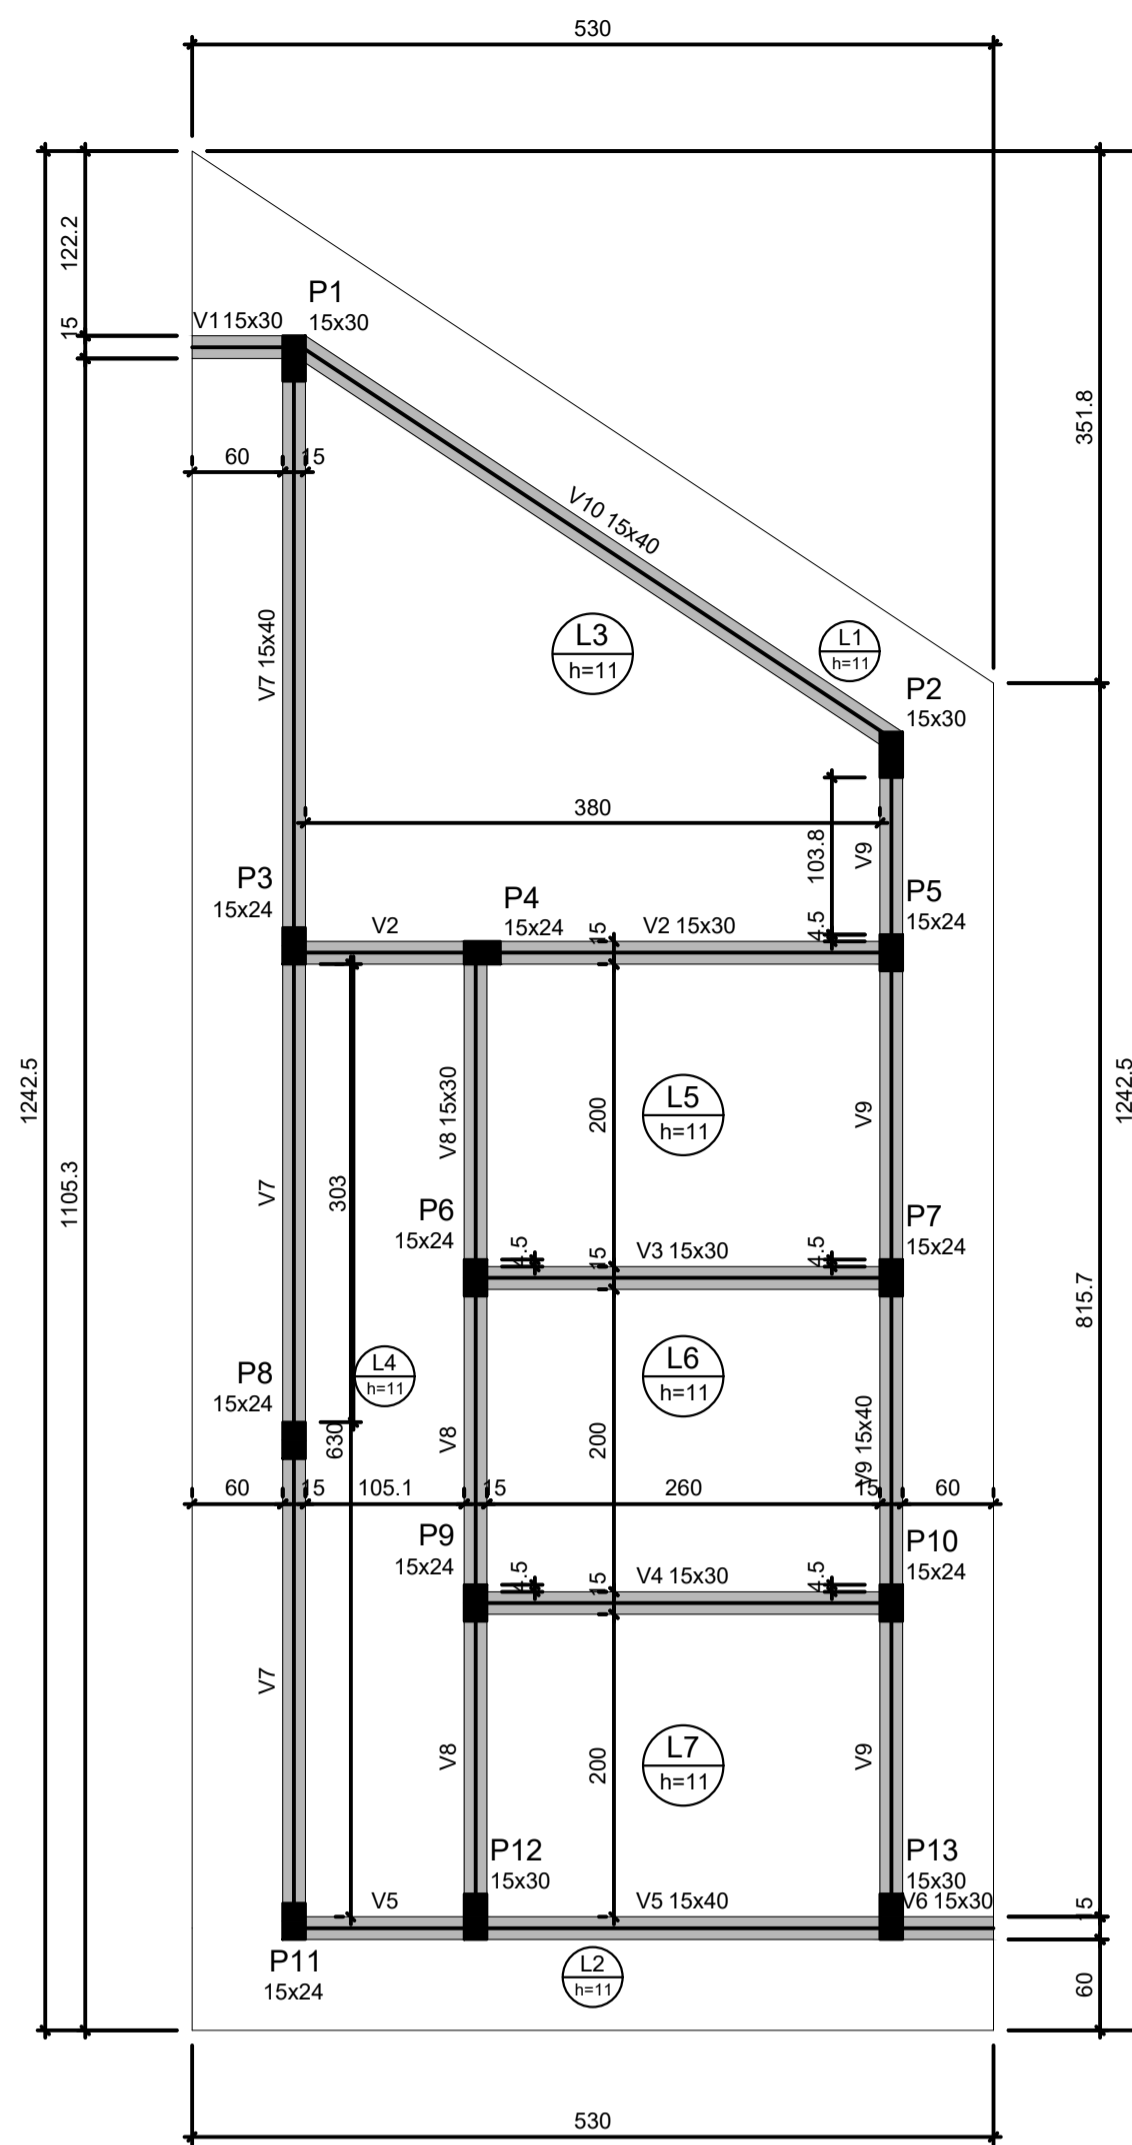 530
122.2
15
V115x30
P1
15x30
60
15
351.8
V10 15x40
V7 15x40
L3
h=11
L1
h=11
P2
15x30
380
103.8
V9
P3
15x24
V2
P4
15x24
15
V2 15x30
4.5
P5
15x24
1242.5
1105.3
V7
303
V8 15x30
200
L5
h=11
V9
1242.5
815.7
P6
15x24
4.5
15
V3 15x30
4.5
P7
15x24
P8
15x24
L4
h=11
630
V8
200
L6
h=11
V9 15x40
60
15
105.1
15
260
15
60
P9
15x24
4.5
15
V4 15x30
4.5
P10
15x24
V7
V8
200
L7
h=11
V9
P12
15x30
P13
15x30
V5
V5 15x40
V6 15x30
15
P11
15x24
L2
h=11
60
530